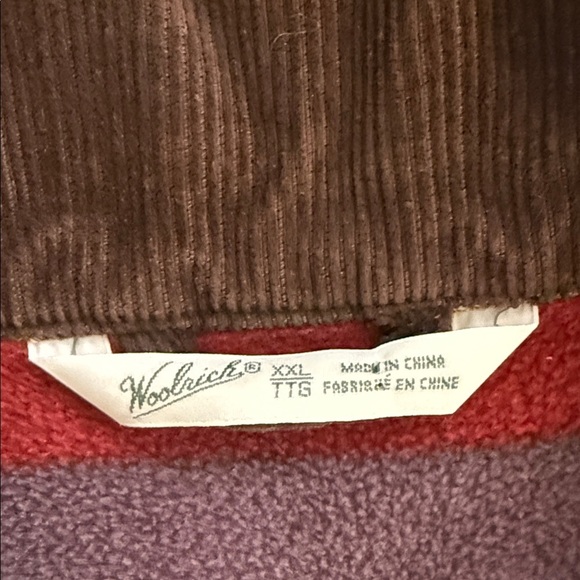 Woolrich® XXL MADE IN CHINA
TTG FABRIQUÉ EN CHINE